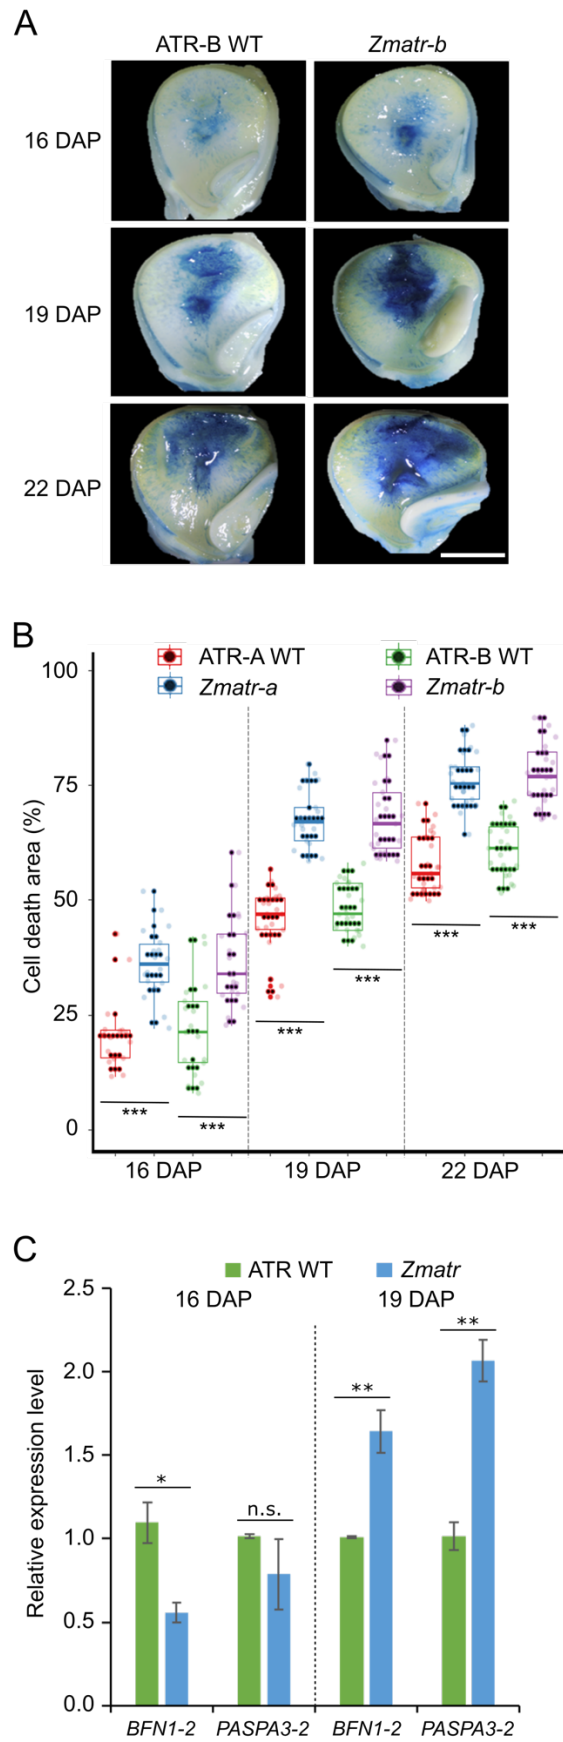 A
ATR-B WT Zmatr-b
16 DAP
19 DAP
22 DAP
B
ATR-A WT ATR-B WT
Zmatr-a Zmatr-b
Cell death area (%)
100
75
50
25
0
*** *** *** *** *** ***
16 DAP 19 DAP 22 DAP
C
ATR WT Zmatr
16 DAP 19 DAP
Relative expression level
2.5
2.0
1.5
1.0
0.5
0.0
* n.s. ** **
BFN1-2 PASPA3-2 BFN1-2 PASPA3-2